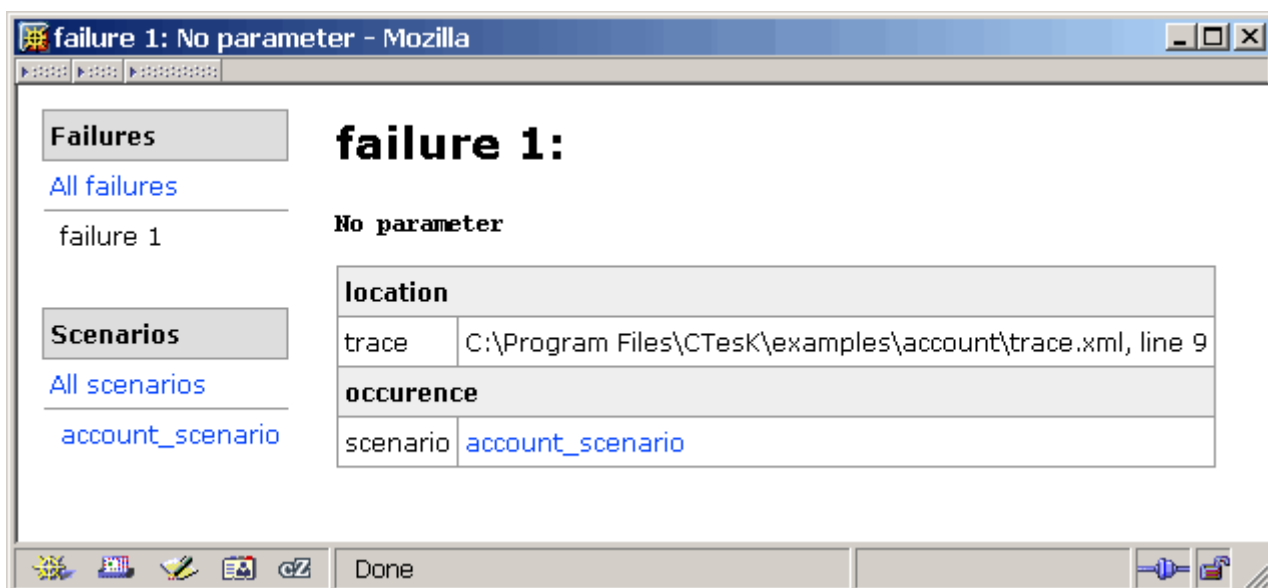 failure 1: No parameter - Mozilla
Failures
All failures
failure 1
Scenarios
All scenarios
account_scenario
failure 1:
No parameter
location
trace C:\Program Files\CTesK\examples\account\trace.xml, line 9
occurence
scenario account_scenario
Done